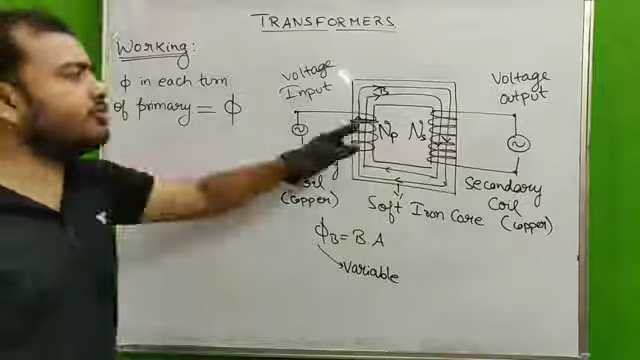 TRANSFORMERS
Working:
ϕ in each turn
of primary = ϕ
Voltage
Input
B
Np
Ns
Voltage
output
Coil
(copper)
Soft Iron Core
Secondary
Coil
(copper)
ϕB = B.A
Variable